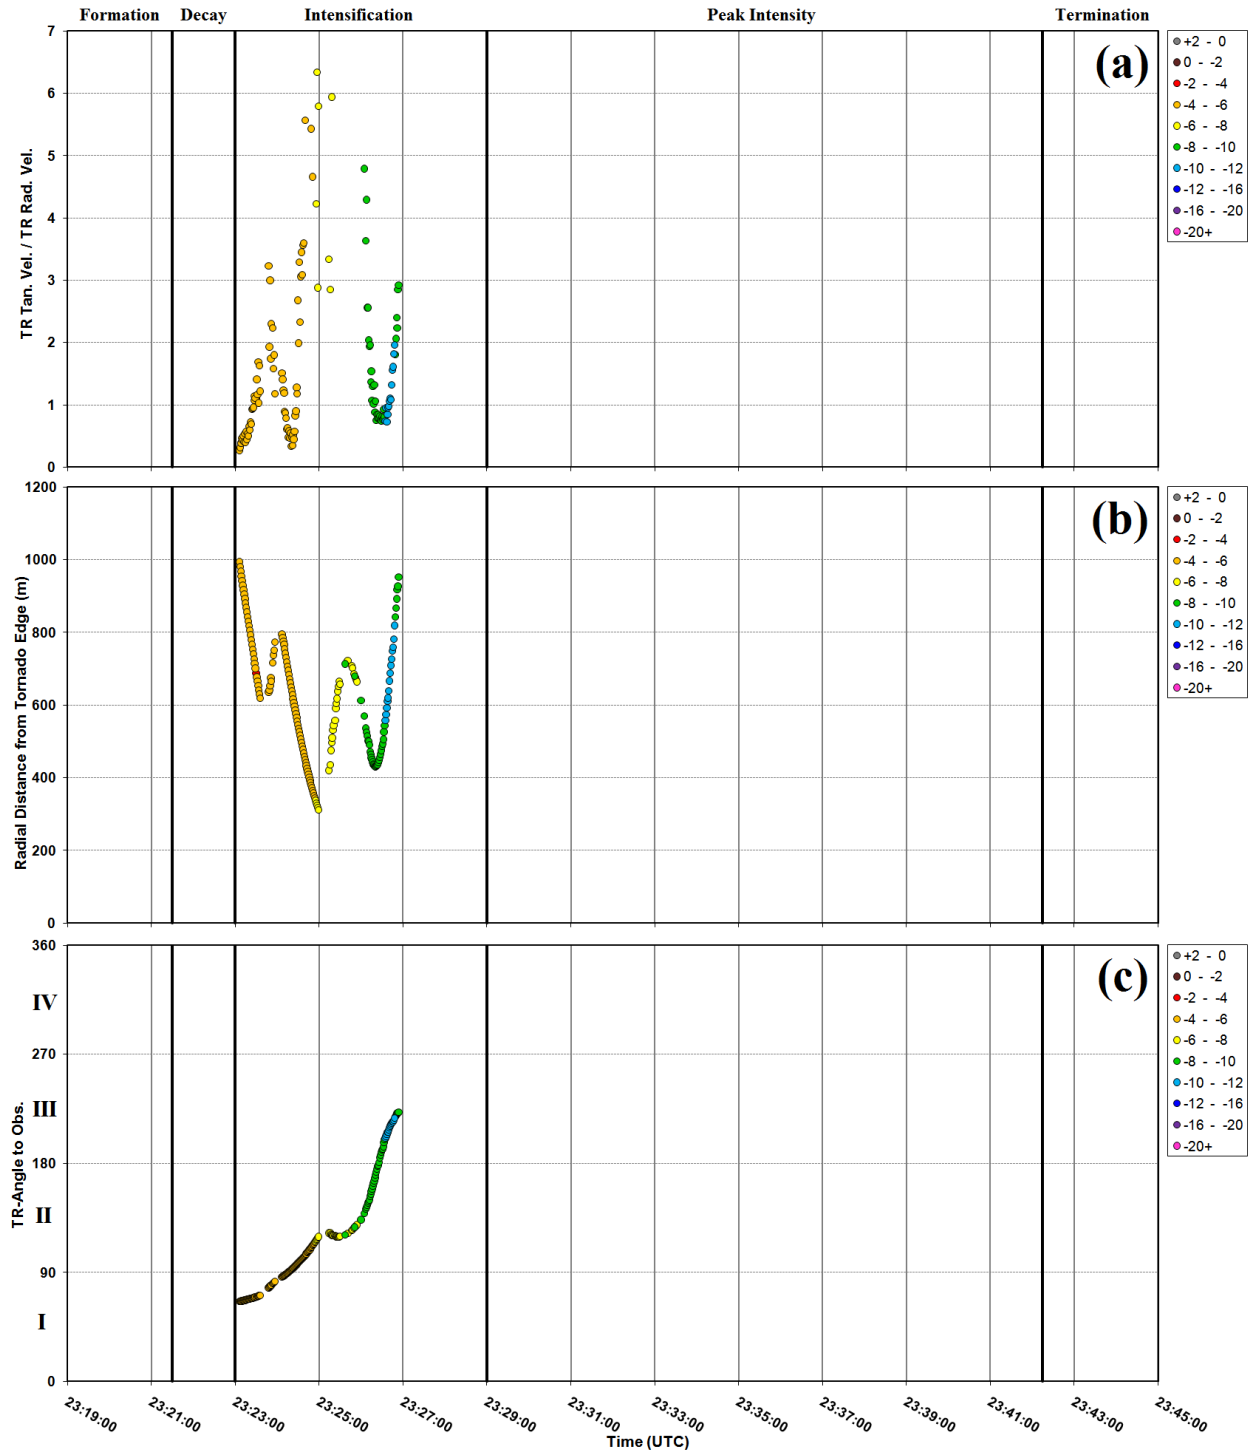 Formation Decay Intensification Peak Intensity Termination
7
6
5
4
3
2
1
0
TR Tan. Vel. / TR Rad. Vel.
(a)
+2 - 0
0 - -2
-2 - -4
-4 - -6
-6 - -8
-8 - -10
-10 - -12
-12 - -16
-16 - -20
-20+
1200
1000
800
600
400
200
0
Radial Distance from Tornado Edge (m)
(b)
+2 - 0
0 - -2
-2 - -4
-4 - -6
-6 - -8
-8 - -10
-10 - -12
-12 - -16
-16 - -20
-20+
360
IV
270
III
180
II
90
I
0
TR-Angle to Obs.
(c)
+2 - 0
0 - -2
-2 - -4
-4 - -6
-6 - -8
-8 - -10
-10 - -12
-12 - -16
-16 - -20
-20+
23:19:00 23:21:00 23:23:00 23:25:00 23:27:00 23:29:00 23:31:00 23:33:00 23:35:00 23:37:00 23:39:00 23:41:00 23:43:00 23:45:00
Time (UTC)